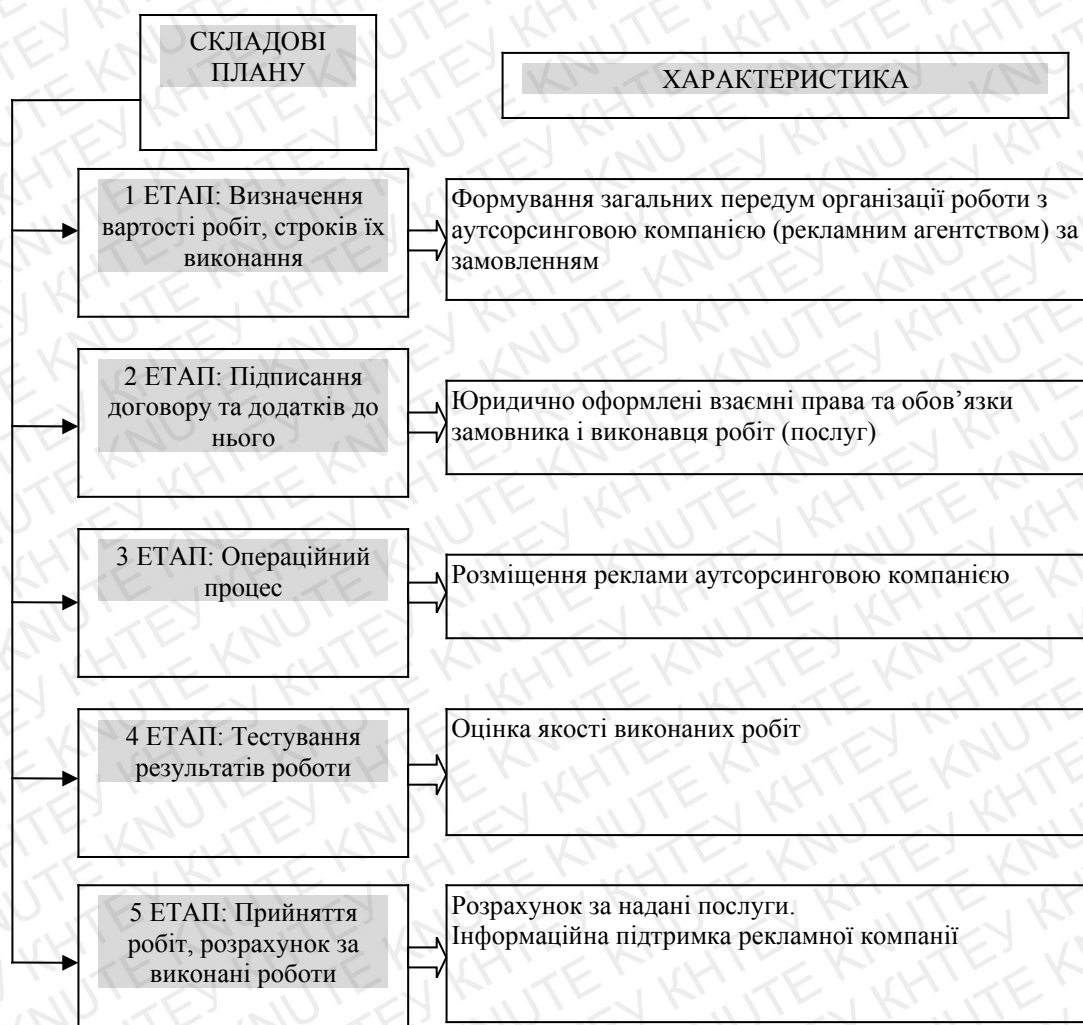 СКЛАДОВІ
ПЛАНУ
ХАРАКТЕРИСТИКА
1 ЕТАП: Визначення
вартості робіт, строків їх
виконання
Формування загальних передум організації роботи з
аутсорсинговою компанією (рекламним агентством) за
замовленням
2 ЕТАП: Підписання
договору та додатків до
нього
Юридично оформлені взаємні права та обов’язки
замовника і виконавця робіт (послуг)
3 ЕТАП: Операційний
процес
Розміщення реклами аутсорсинговою компанією
4 ЕТАП: Тестування
результатів роботи
Оцінка якості виконаних робіт
5 ЕТАП: Прийняття
робіт, розрахунок за
виконані роботи
Розрахунок за надані послуги.
Інформаційна підтримка рекламної компанії